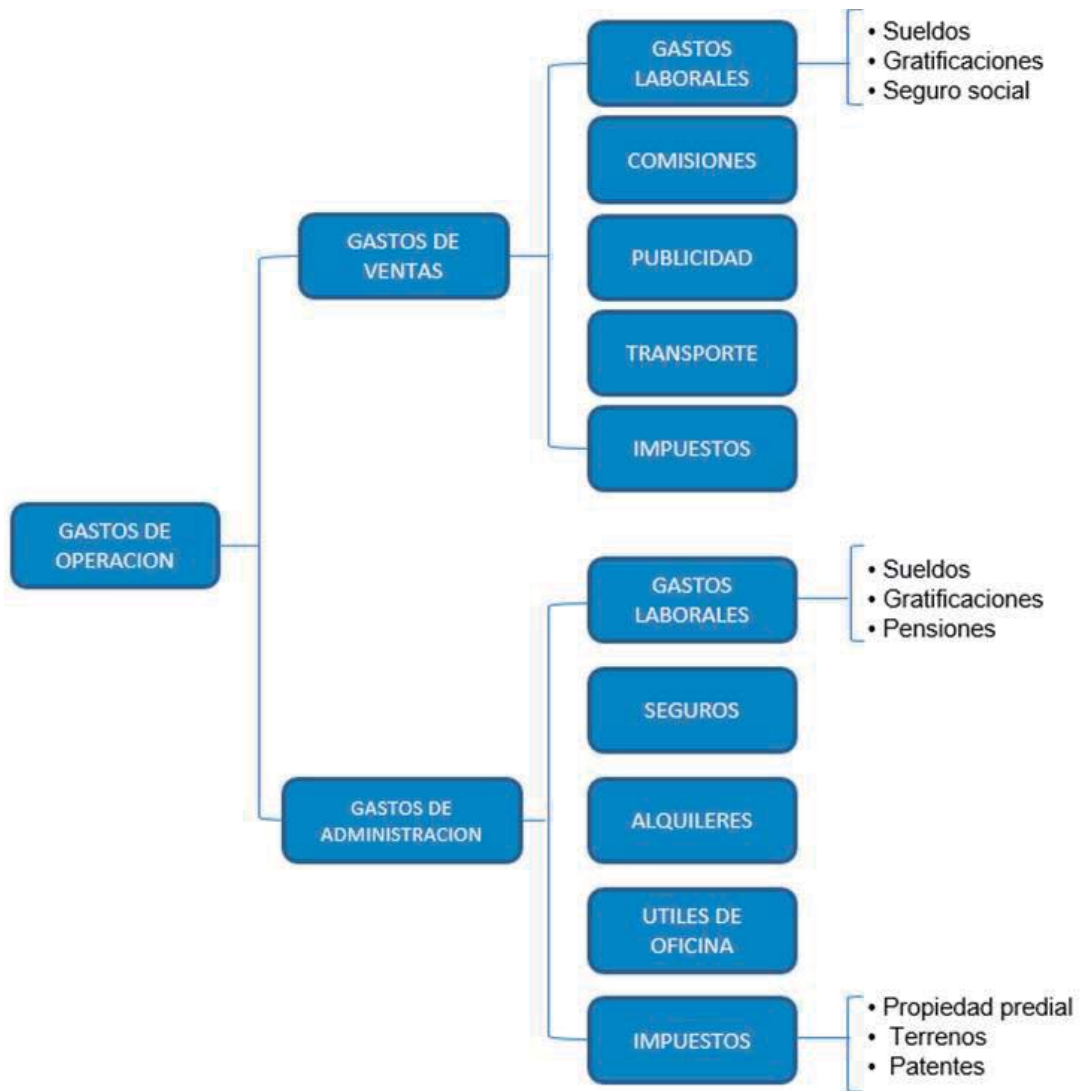 GASTOS DE
OPERACION
GASTOS DE
VENTAS
GASTOS
LABORALES
• Sueldos
• Gratificaciones
• Seguro social
COMISIONES
PUBLICIDAD
TRANSPORTE
IMPUESTOS
GASTOS DE
ADMINISTRACION
GASTOS
LABORALES
• Sueldos
• Gratificaciones
• Pensiones
SEGUROS
ALQUILERES
UTILES DE
OFICINA
IMPUESTOS
• Propiedad predial
• Terrenos
• Patentes